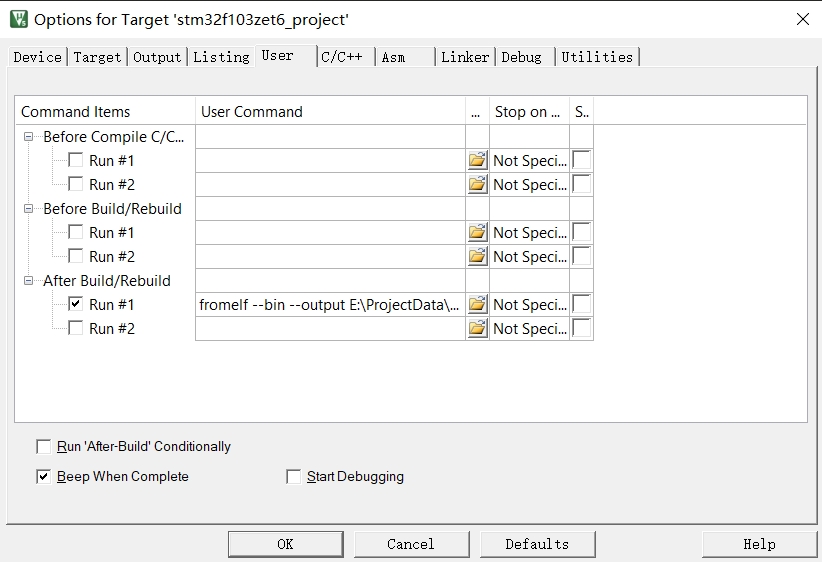 Options for Target 'stm32f103zet6_project'
Device Target Output Listing User C/C++ Asm Linker Debug Utilities
Command Items User Command ... Stop on ... S..
Before Compile C/C...
Run #1 Not Speci...
Run #2 Not Speci...
Before Build/Rebuild
Run #1 Not Speci...
Run #2 Not Speci...
After Build/Rebuild
Run #1 fromelf --bin --output E:\ProjectData\... Not Speci...
Run #2 Not Speci...
Run 'After-Build' Conditionally
Beep When Complete Start Debugging
OK Cancel Defaults Help